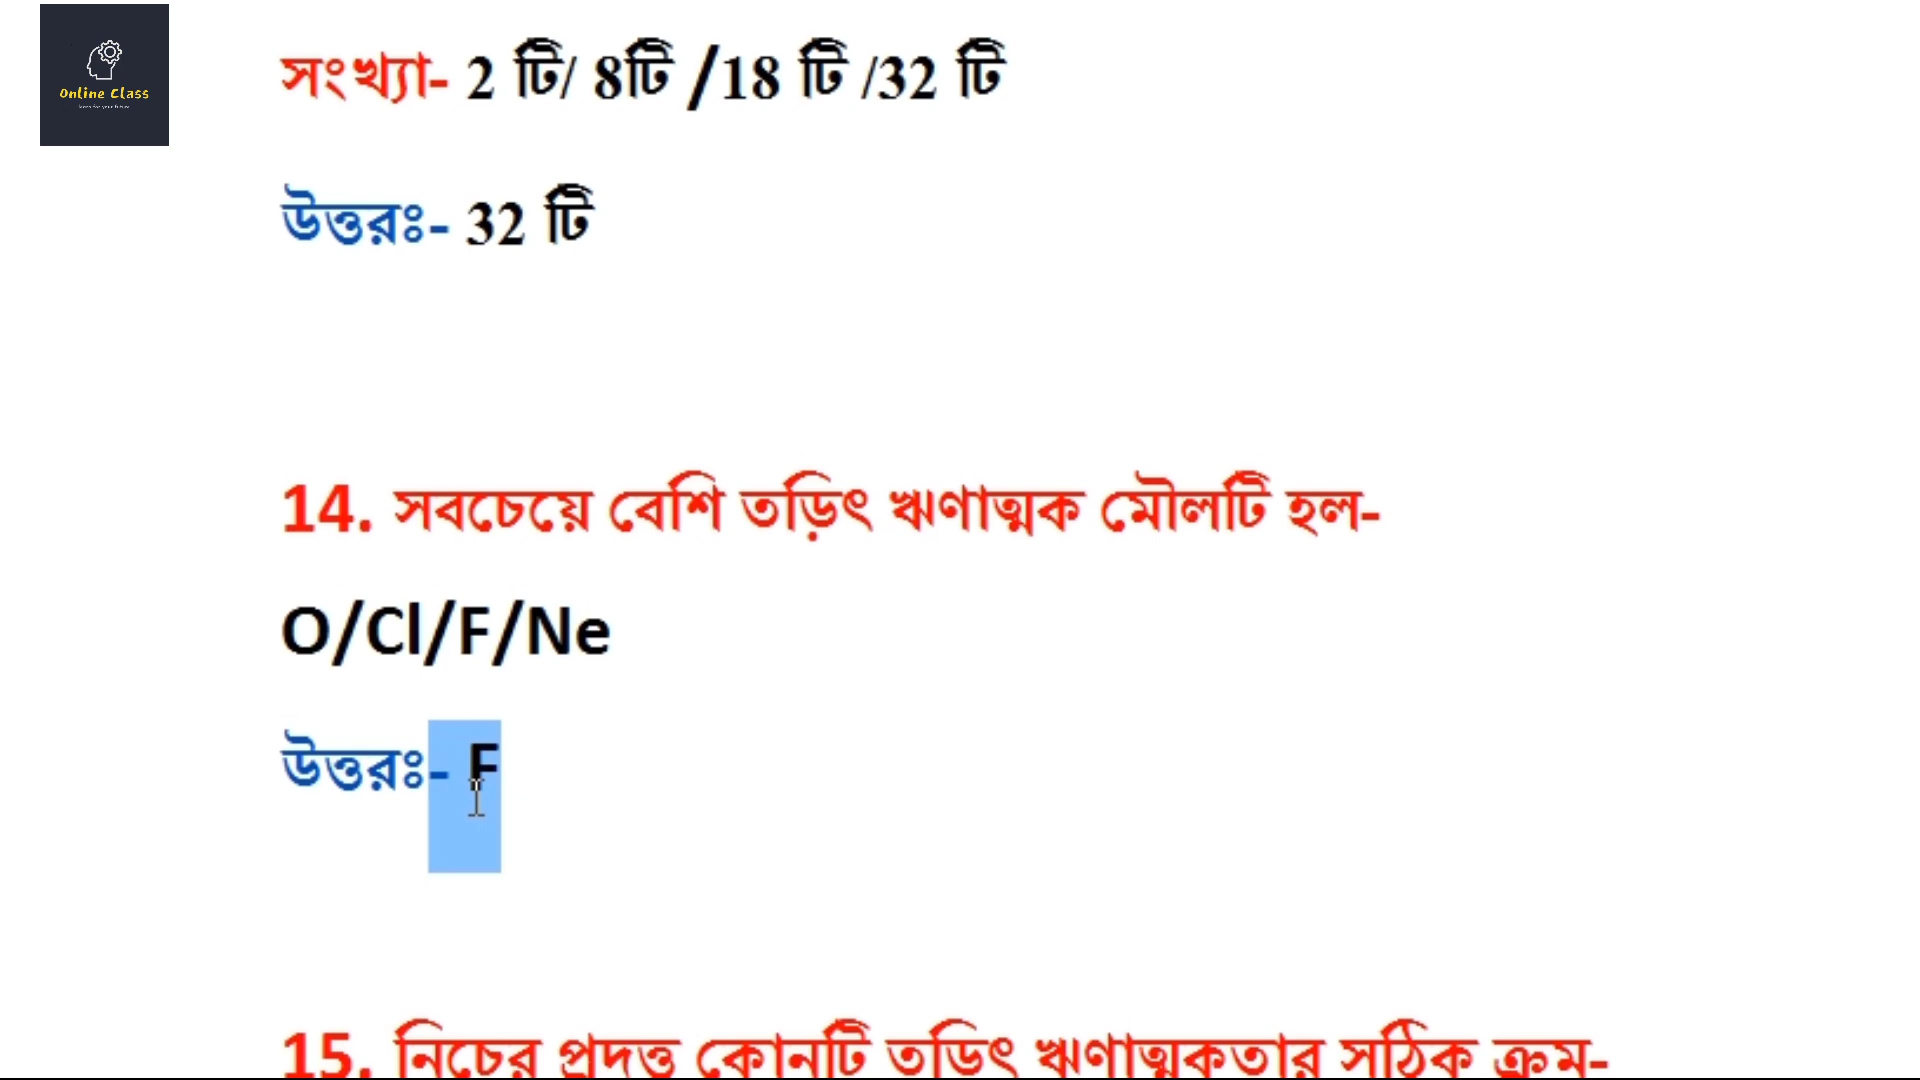 Online Class
সংখ্যা- 2 টি/ 8টি /18 টি /32 টি
উত্তরঃ- 32 টি
14. সবচেয়ে বেশি তড়িৎ ঋণাত্মক মৌলটি হল-
O/Cl/F/Ne
উত্তরঃ- F
15. নিচের প্রদত্ত কোনটি তড়িৎ ঋণাত্মকতার সঠিক ক্রম-